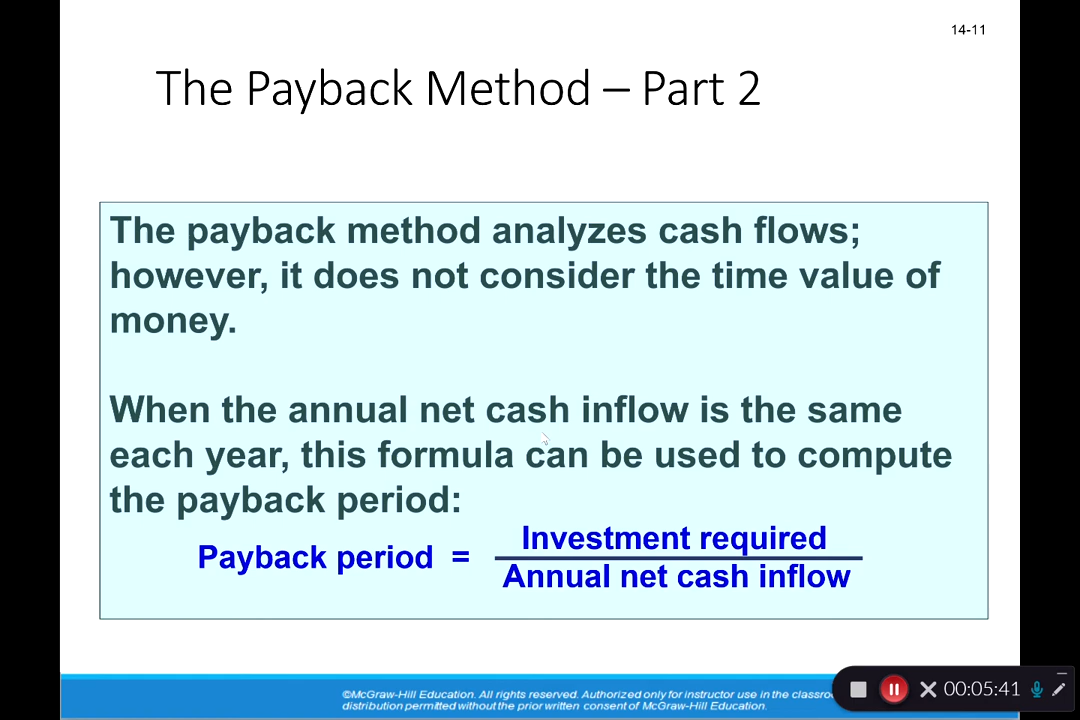 14-11
The Payback Method – Part 2
The payback method analyzes cash flows;
however, it does not consider the time value of
money.
When the annual net cash inflow is the same
each year, this formula can be used to compute
the payback period:
Payback period = Investment required
Annual net cash inflow
©McGraw-Hill Education. All rights reserved. Authorized only for instructor use in the
distribution permitted without the prior written consent of McGraw-Hill Education.
00:05:41